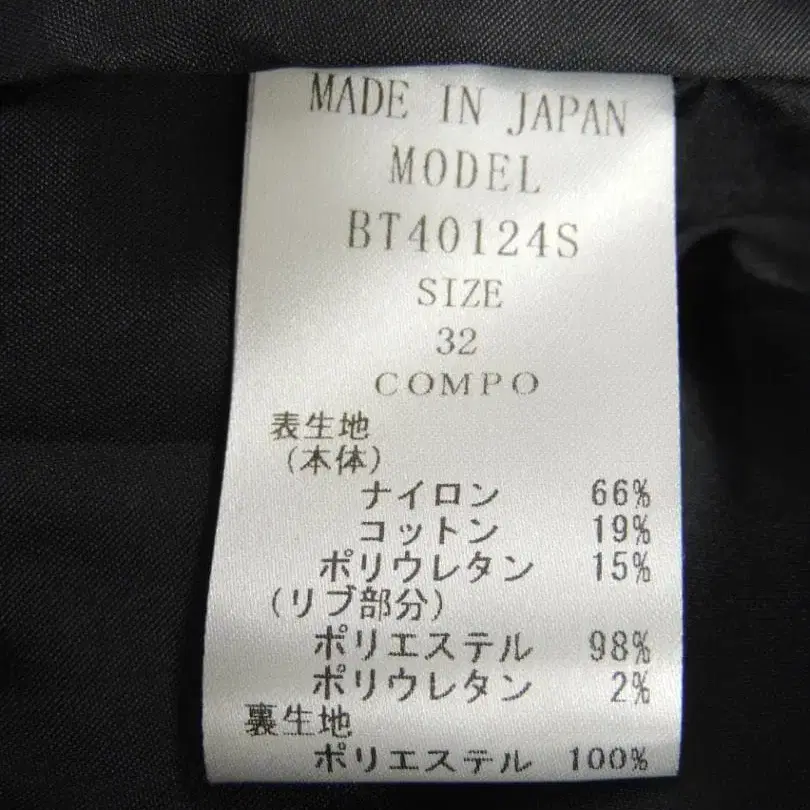 MADE IN JAPAN
MODEL
BT40124S
SIZE
32
COMPO
表生地
(本体)
ナイロン 66%
コットン 19%
ポリウレタン 15%
(リブ部分)
ポリエステル 98%
ポリウレタン 2%
裏生地
ポリエステル 100%